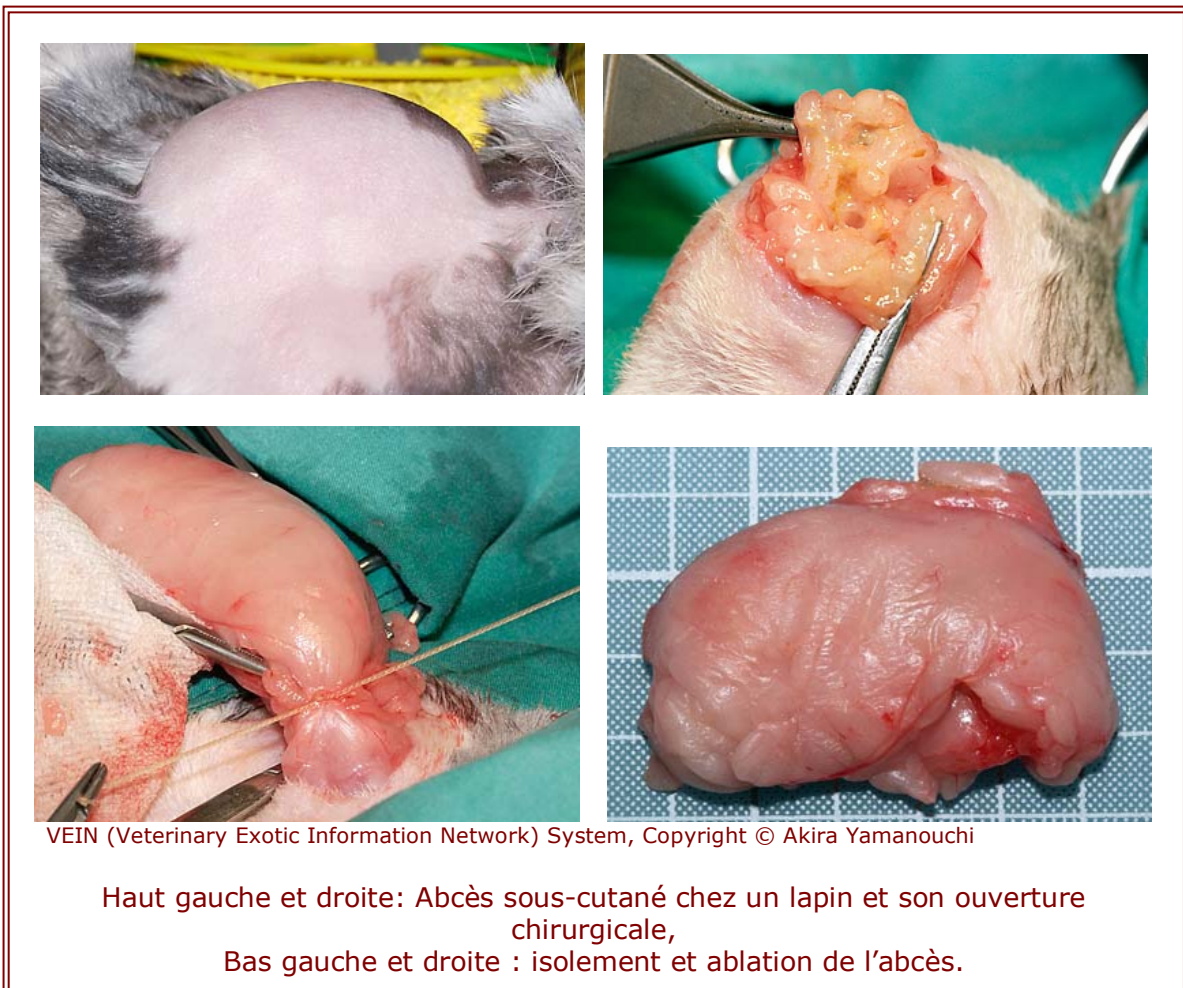 VEIN (Veterinary Exotic Information Network) System, Copyright © Akira Yamanouchi
Haut gauche et droite: Abcès sous-cutané chez un lapin et son ouverture
chirurgicale,
Bas gauche et droite : isolement et ablation de l’abcès.